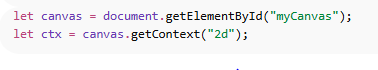 let canvas = document.getElementById("myCanvas");
let ctx = canvas.getContext("2d");